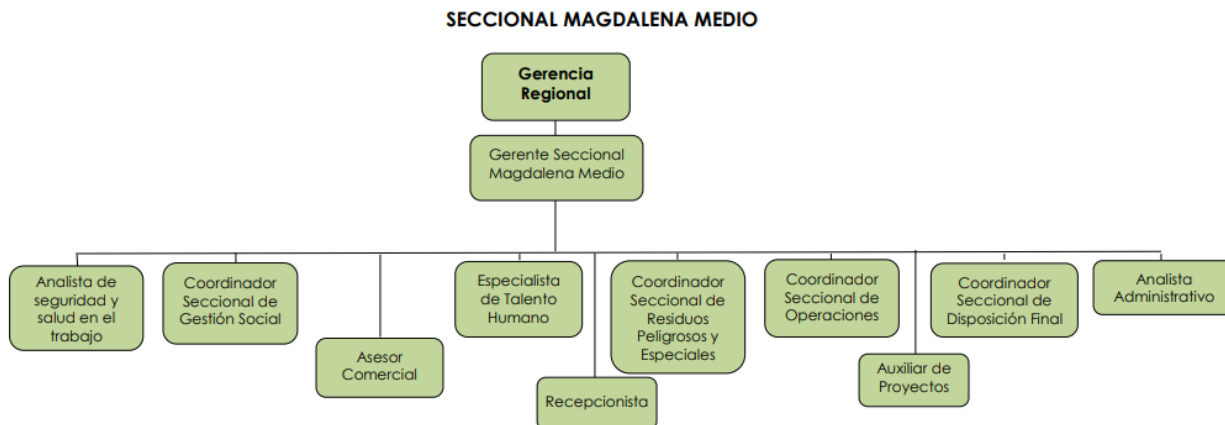 SECCIONAL MAGDALENA MEDIO
Gerencia
Regional
Gerente Seccional
Magdalena Medio
Analista de
seguridad y
salud en el
trabajo
Coordinador
Seccional de
Gestión Social
Asesor
Comercial
Especialista
de Talento
Humano
Recepcionista
Coordinador
Seccional de
Residuos
Peligrosos y
Especiales
Coordinador
Seccional de
Operaciones
Auxiliar de
Proyectos
Coordinador
Seccional de
Disposición Final
Analista
Administrativo